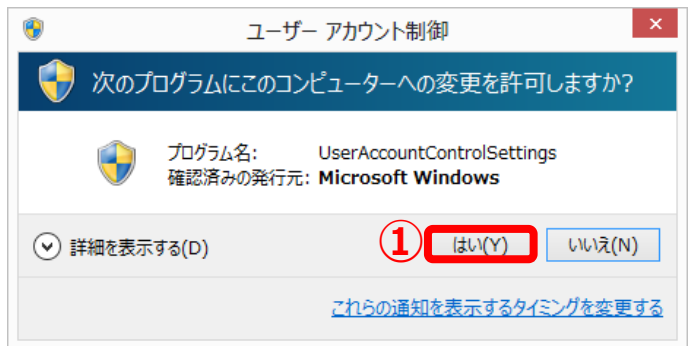 ユーザー アカウント制御
次のプログラムにこのコンピューターへの変更を許可しますか?
プログラム名: UserAccountControlSettings
確認済みの発行元: Microsoft Windows
詳細を表示する(D)
① はい(Y) いいえ(N)
これらの通知を表示するタイミングを変更する